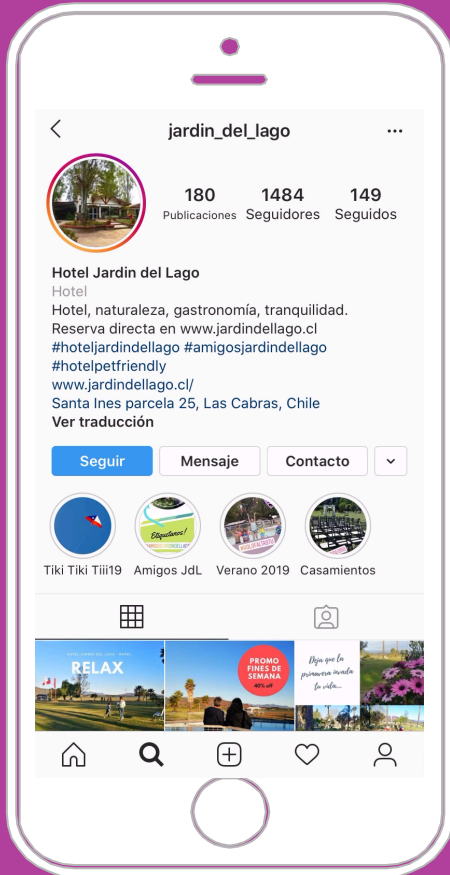 jardin_del_lago
180 1484 149
Publicaciones Seguidores Seguidos
Hotel Jardin del Lago
Hotel
Hotel, naturaleza, gastronomía, tranquilidad.
Reserva directa en www.jardindellago.cl
#hoteljardindellago #amigosjardindellago
#hotelpetfriendly
www.jardindellago.cl/
Santa Ines parcela 25, Las Cabras, Chile
Ver traducción
Seguir Mensaje Contacto
Etiquetanos!
Tiki Tiki Tiii19 Amigos JdL Verano 2019 Casamientos
RELAX
PROMO
FINES DE
SEMANA
40% off
Deja que la
primavera invada
tu vida...